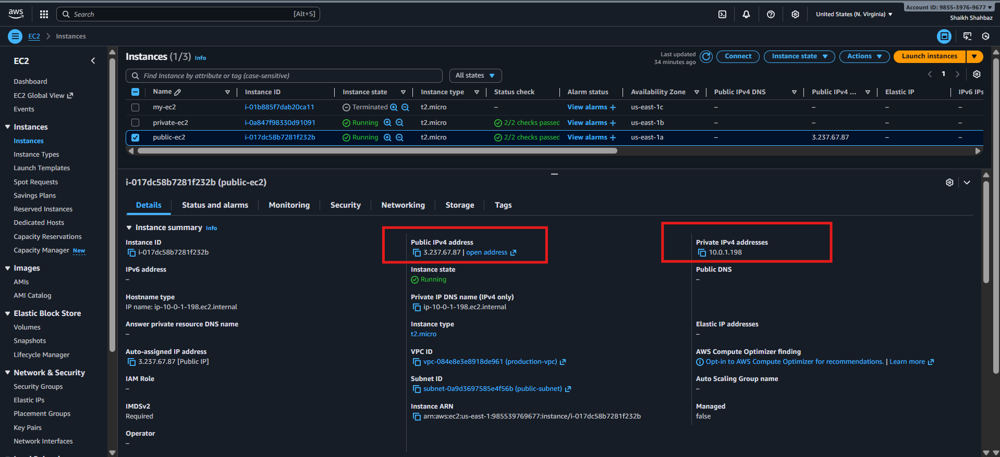 aws
Search [Alt+S]
United States (N. Virginia)
Account ID: 9855-3976-9677
Shaikh Shahbaz
EC2 Instances
EC2
Dashboard
EC2 Global View
Events
Instances
Instances
Instance Types
Launch Templates
Spot Requests
Savings Plans
Reserved Instances
Dedicated Hosts
Capacity Reservations
Capacity Manager New
Images
AMIs
AMI Catalog
Elastic Block Store
Volumes
Snapshots
Lifecycle Manager
Network & Security
Security Groups
Elastic IPs
Placement Groups
Key Pairs
Network Interfaces
Instances (1/3) Info
Last updated
34 minutes ago
Connect
Instance state
Actions
Launch instances
Find Instance by attribute or tag (case-sensitive)
All states
1
Name Instance ID Instance state Instance type Status check Alarm status Availability Zone Public IPv4 DNS Public IPv4 ... Elastic IP IPv6 IPs
my-ec2 i-01b885f7dab20ca11 Terminated t2.micro – View alarms + us-east-1c – – – –
private-ec2 i-0a847f98330d91091 Running t2.micro 2/2 checks passed View alarms + us-east-1b – – – –
public-ec2 i-017dc58b7281f232b Running t2.micro 2/2 checks passed View alarms + us-east-1a – 3.237.67.87 – –
i-017dc58b7281f232b (public-ec2)
Details Status and alarms Monitoring Security Networking Storage Tags
Instance summary Info
Instance ID
i-017dc58b7281f232b
Public IPv4 address
3.237.67.87 | open address
Private IPv4 addresses
10.0.1.198
IPv6 address
–
Instance state
Running
Public DNS
–
Hostname type
IP name: ip-10-0-1-198.ec2.internal
Private IP DNS name (IPv4 only)
ip-10-0-1-198.ec2.internal
Answer private resource DNS name
–
Instance type
t2.micro
Elastic IP addresses
–
Auto-assigned IP address
3.237.67.87 [Public IP]
VPC ID
vpc-084e8e3e8918de961 (production-vpc)
AWS Compute Optimizer finding
Opt-in to AWS Compute Optimizer for recommendations. | Learn more
IAM Role
–
Subnet ID
subnet-0a9d3697585e4f56b (public-subnet)
Auto Scaling Group name
–
IMDSv2
Required
Instance ARN
arn:aws:ec2:us-east-1:985539769677:instance/i-017dc58b7281f232b
Managed
false
Operator
–